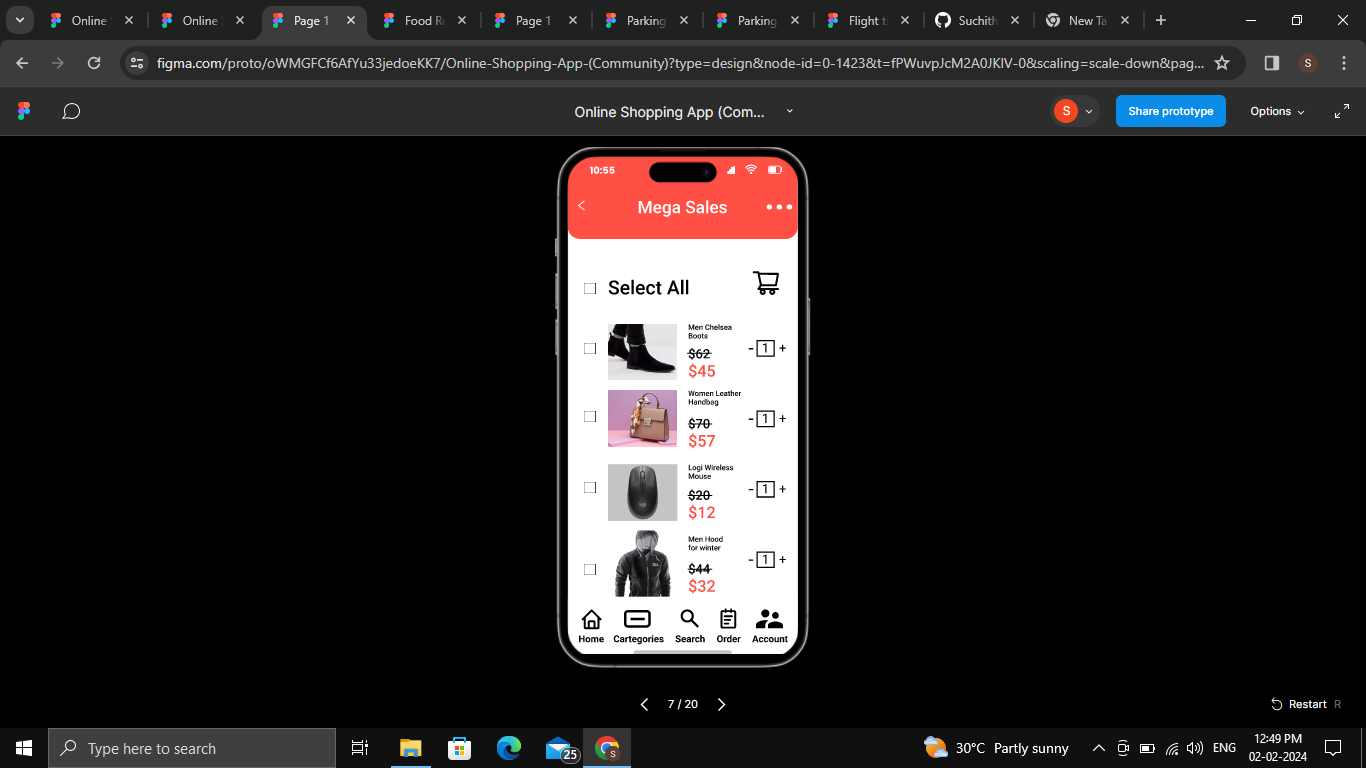 Online S
Online S
Page 1
Food Re
Page 1
Parking
Parking
Flight ti
Suchith
New Ta
figma.com/proto/oWMGFCf6AfYu33jedoeKK7/Online-Shopping-App-(Community)?type=design&node-id=0-1423&t=fPWuvpJcM2A0JKlV-0&scaling=scale-down&pag...
S
Online Shopping App (Com...
S
Share prototype
Options
10:55
Mega Sales
Select All
Men Chelsea
Boots
$62
$45
- 1 +
Women Leather
Handbag
$70
$57
- 1 +
Logi Wireless
Mouse
$20
$12
- 1 +
Men Hood
for winter
$44
$32
- 1 +
Home
Cartegories
Search
Order
Account
7 / 20
Restart R
Type here to search
25
S
30°C Partly sunny
ENG
12:49 PM
02-02-2024